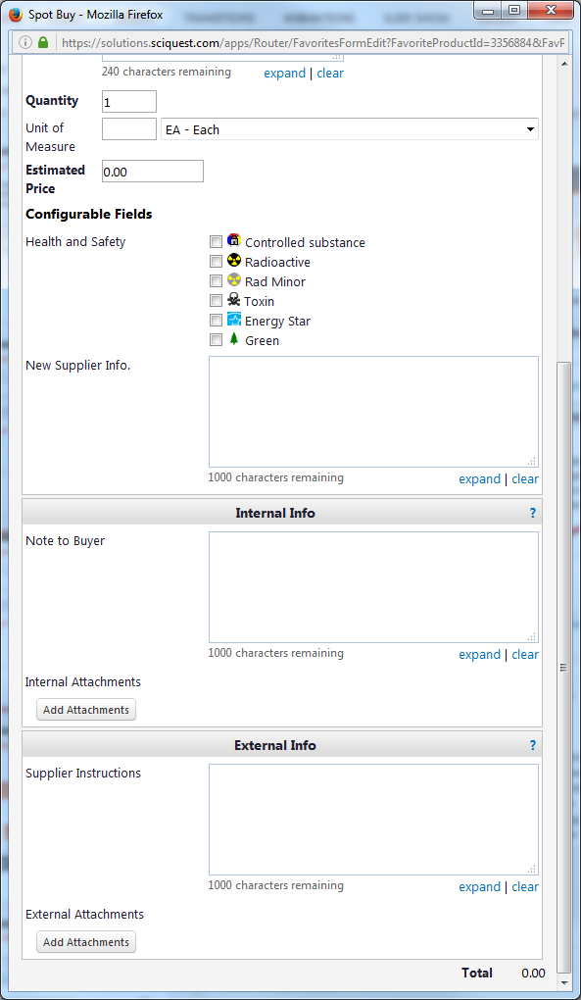 Spot Buy - Mozilla Firefox
https://solutions.sciquest.com/apps/Router/FavoritesFormEdit?FavoriteProductId=3356884&FavP
240 characters remaining expand | clear
Quantity 1
Unit of Measure EA - Each
Estimated Price 0.00
Configurable Fields
Health and Safety Controlled substance
Radioactive
Rad Minor
Toxin
Energy Star
Green
New Supplier Info.
1000 characters remaining expand | clear
Internal Info ?
Note to Buyer
1000 characters remaining expand | clear
Internal Attachments
Add Attachments
External Info ?
Supplier Instructions
1000 characters remaining expand | clear
External Attachments
Add Attachments
Total 0.00